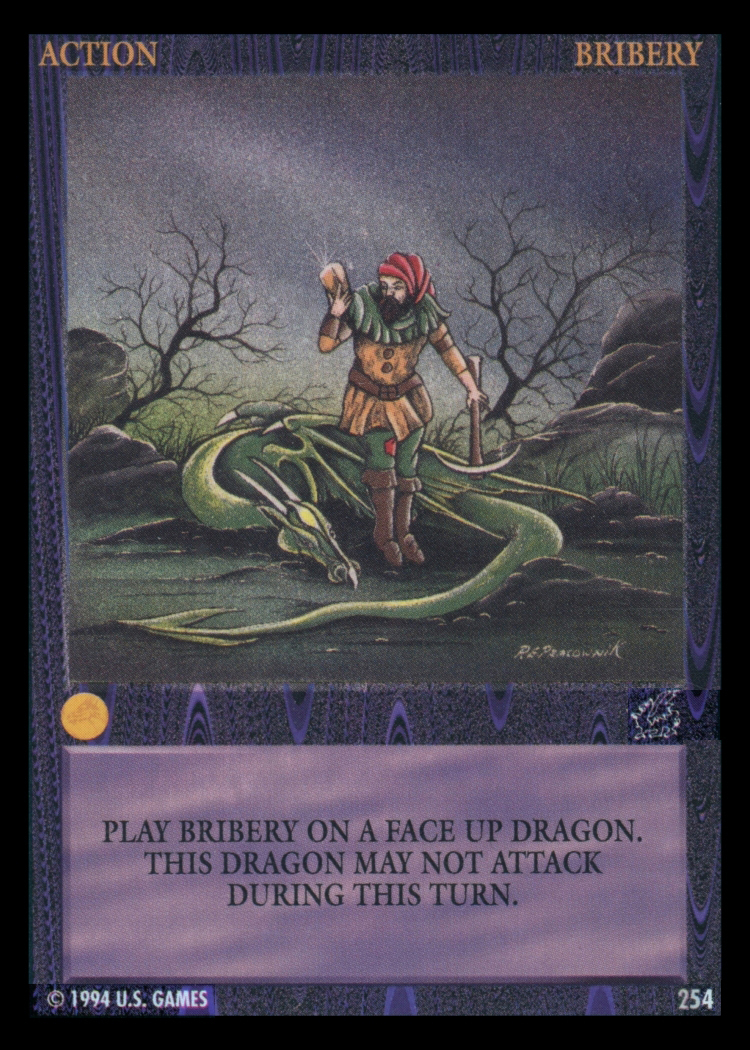 ACTION BRIBERY
R.E. PRACOWNIK
PLAY BRIBERY ON A FACE UP DRAGON.
THIS DRAGON MAY NOT ATTACK
DURING THIS TURN.
© 1994 U.S. GAMES 254